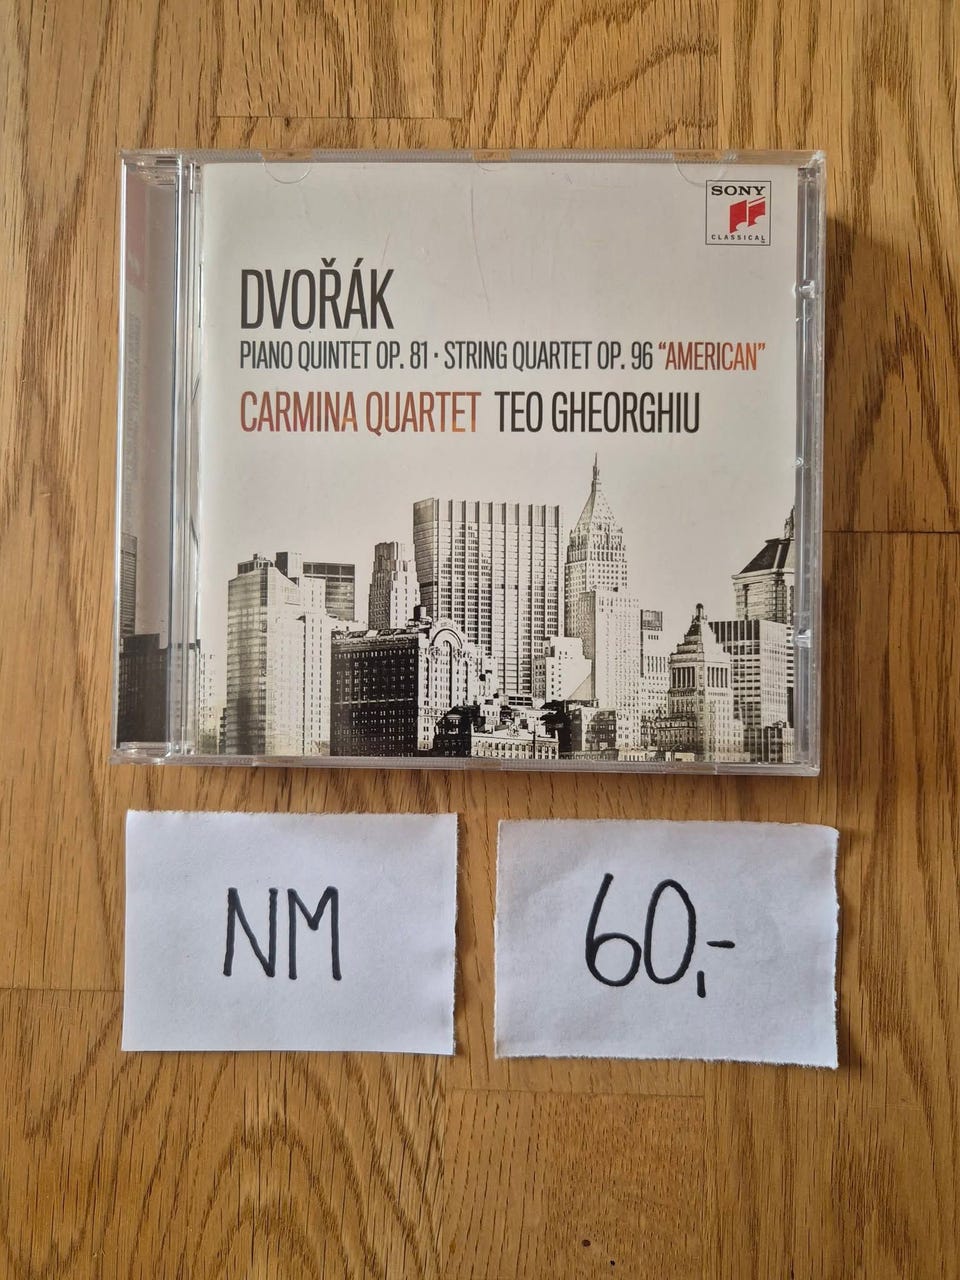 SONY
CLASSICAL
DVOŘÁK
PIANO QUINTET OP. 81 · STRING QUARTET OP. 96 "AMERICAN"
CARMINA QUARTET TEO GHEORGHIU
NM
60,-